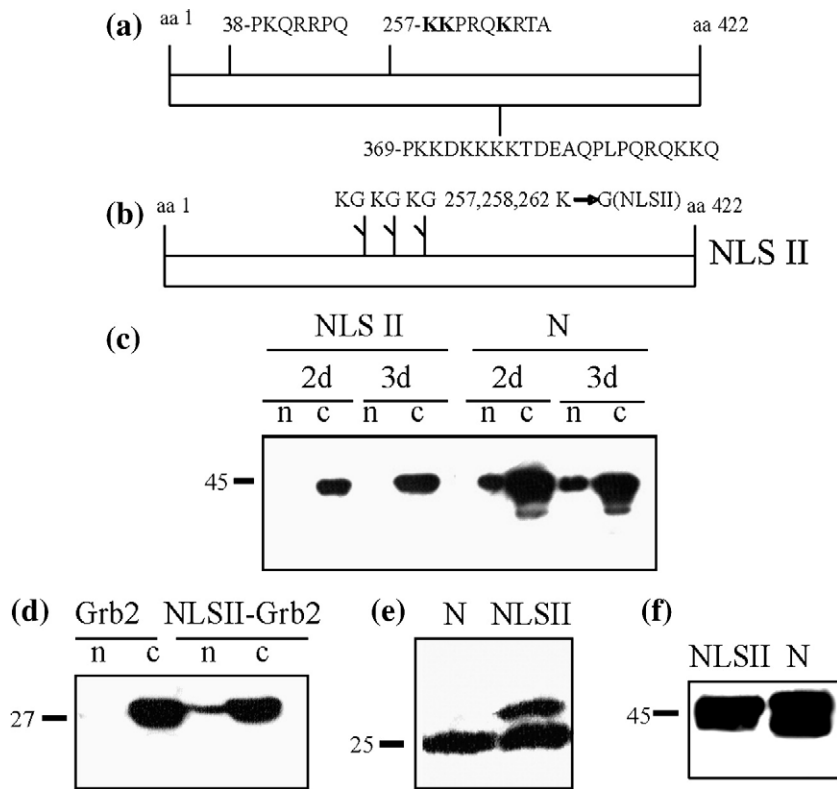 (a)
aa 1 38-PKQRRPQ 257-KKPRQKRTA aa 422
369-PKKDKKKKTDEAQPLPQRQKKQ
(b)
aa 1 KG KG KG 257,258,262 K→G(NLSII) aa 422
NLS II
(c)
NLS II N
2d 3d 2d 3d
n c n c n c n c
45
(d)
Grb2 NLSII-Grb2
n c n c
27
(e)
N NLSII
25
(f)
NLSII N
45